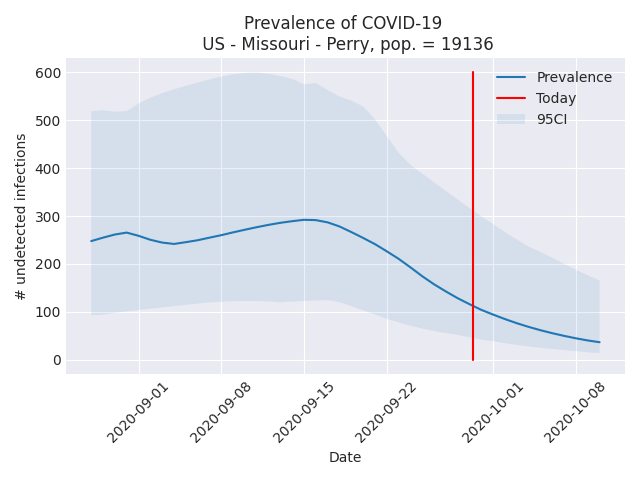 Prevalence of COVID-19
US - Missouri - Perry, pop. = 19136
600
500
400
300
200
100
0
# undetected infections
Prevalence
Today
95CI
2020-09-01
2020-09-08
2020-09-15
2020-09-22
2020-10-01
2020-10-08
Date